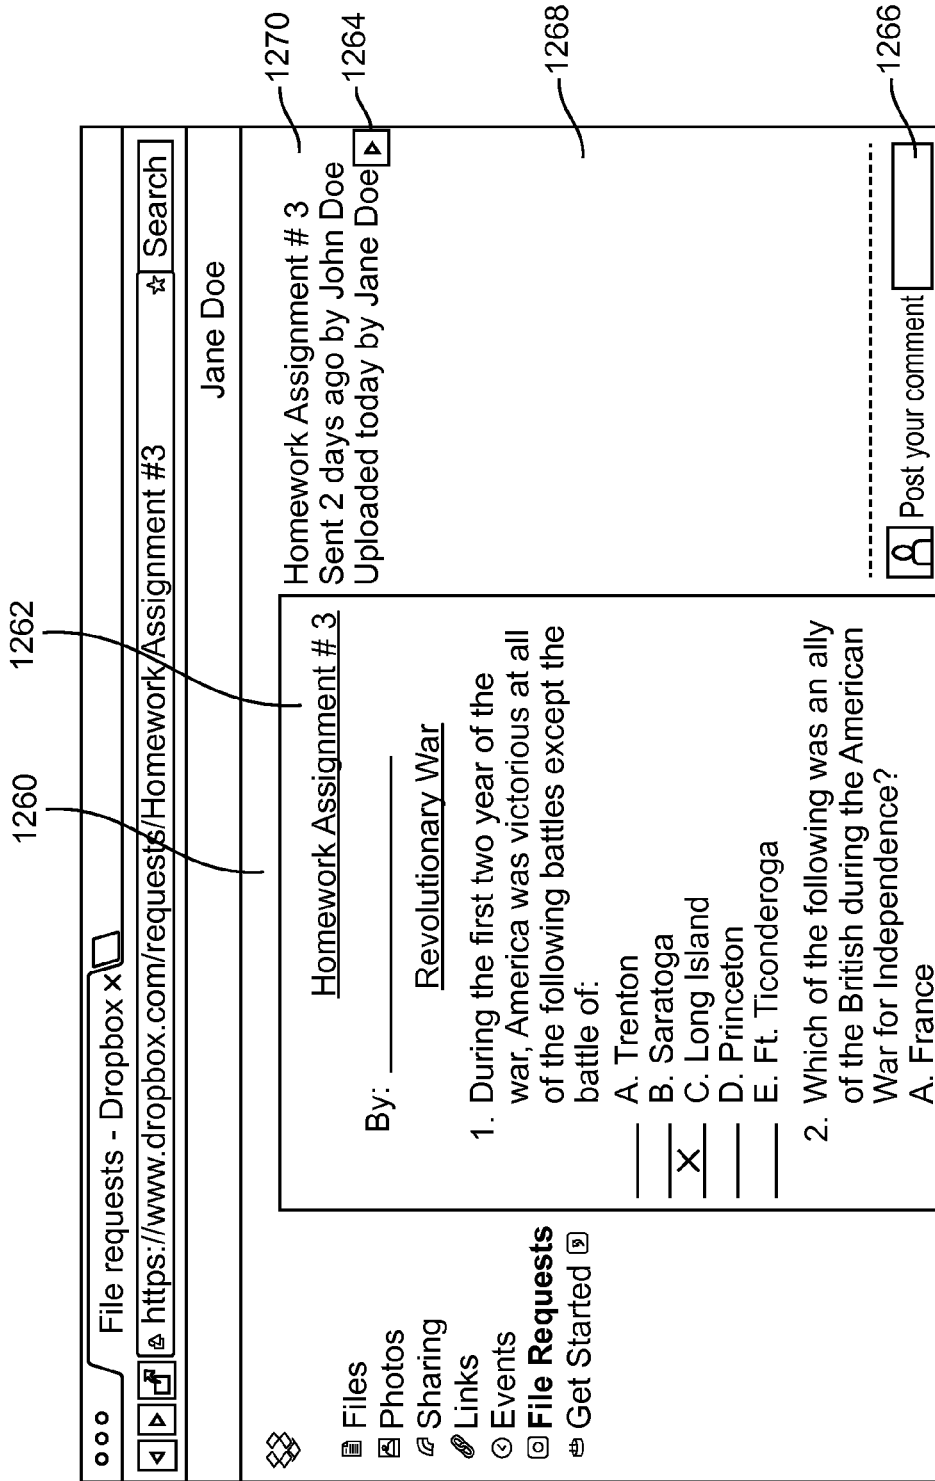 1260
1262
File requests - Dropbox X
https://www.dropbox.com/requests/Homework Assignment #3
Search
Jane Doe
Files
Photos
Sharing
Links
Events
File Requests
Get Started
Homework Assignment # 3
By:
Revolutionary War
1. During the first two year of the
war, America was victorious at all
of the following battles except the
battle of:
A. Trenton
B. Saratoga
X C. Long Island
D. Princeton
E. Ft. Ticonderoga
2. Which of the following was an ally
of the British during the American
War for Independence?
A. France
Homework Assignment # 3
Sent 2 days ago by John Doe
Uploaded today by Jane Doe
Post your comment
1270
1264
1268
1266